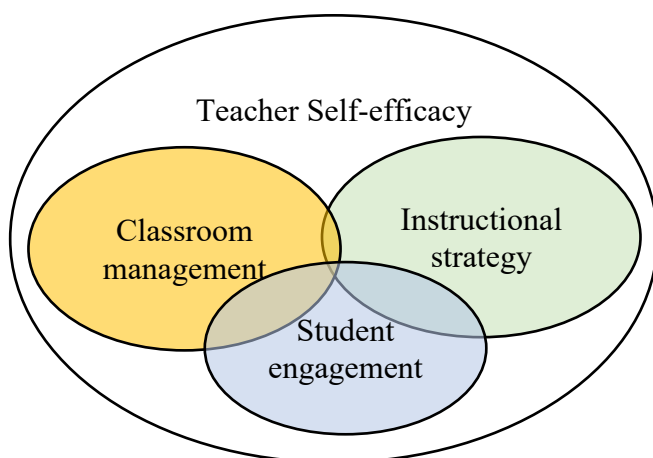 Teacher Self-efficacy
Classroom
management
Instructional
strategy
Student
engagement